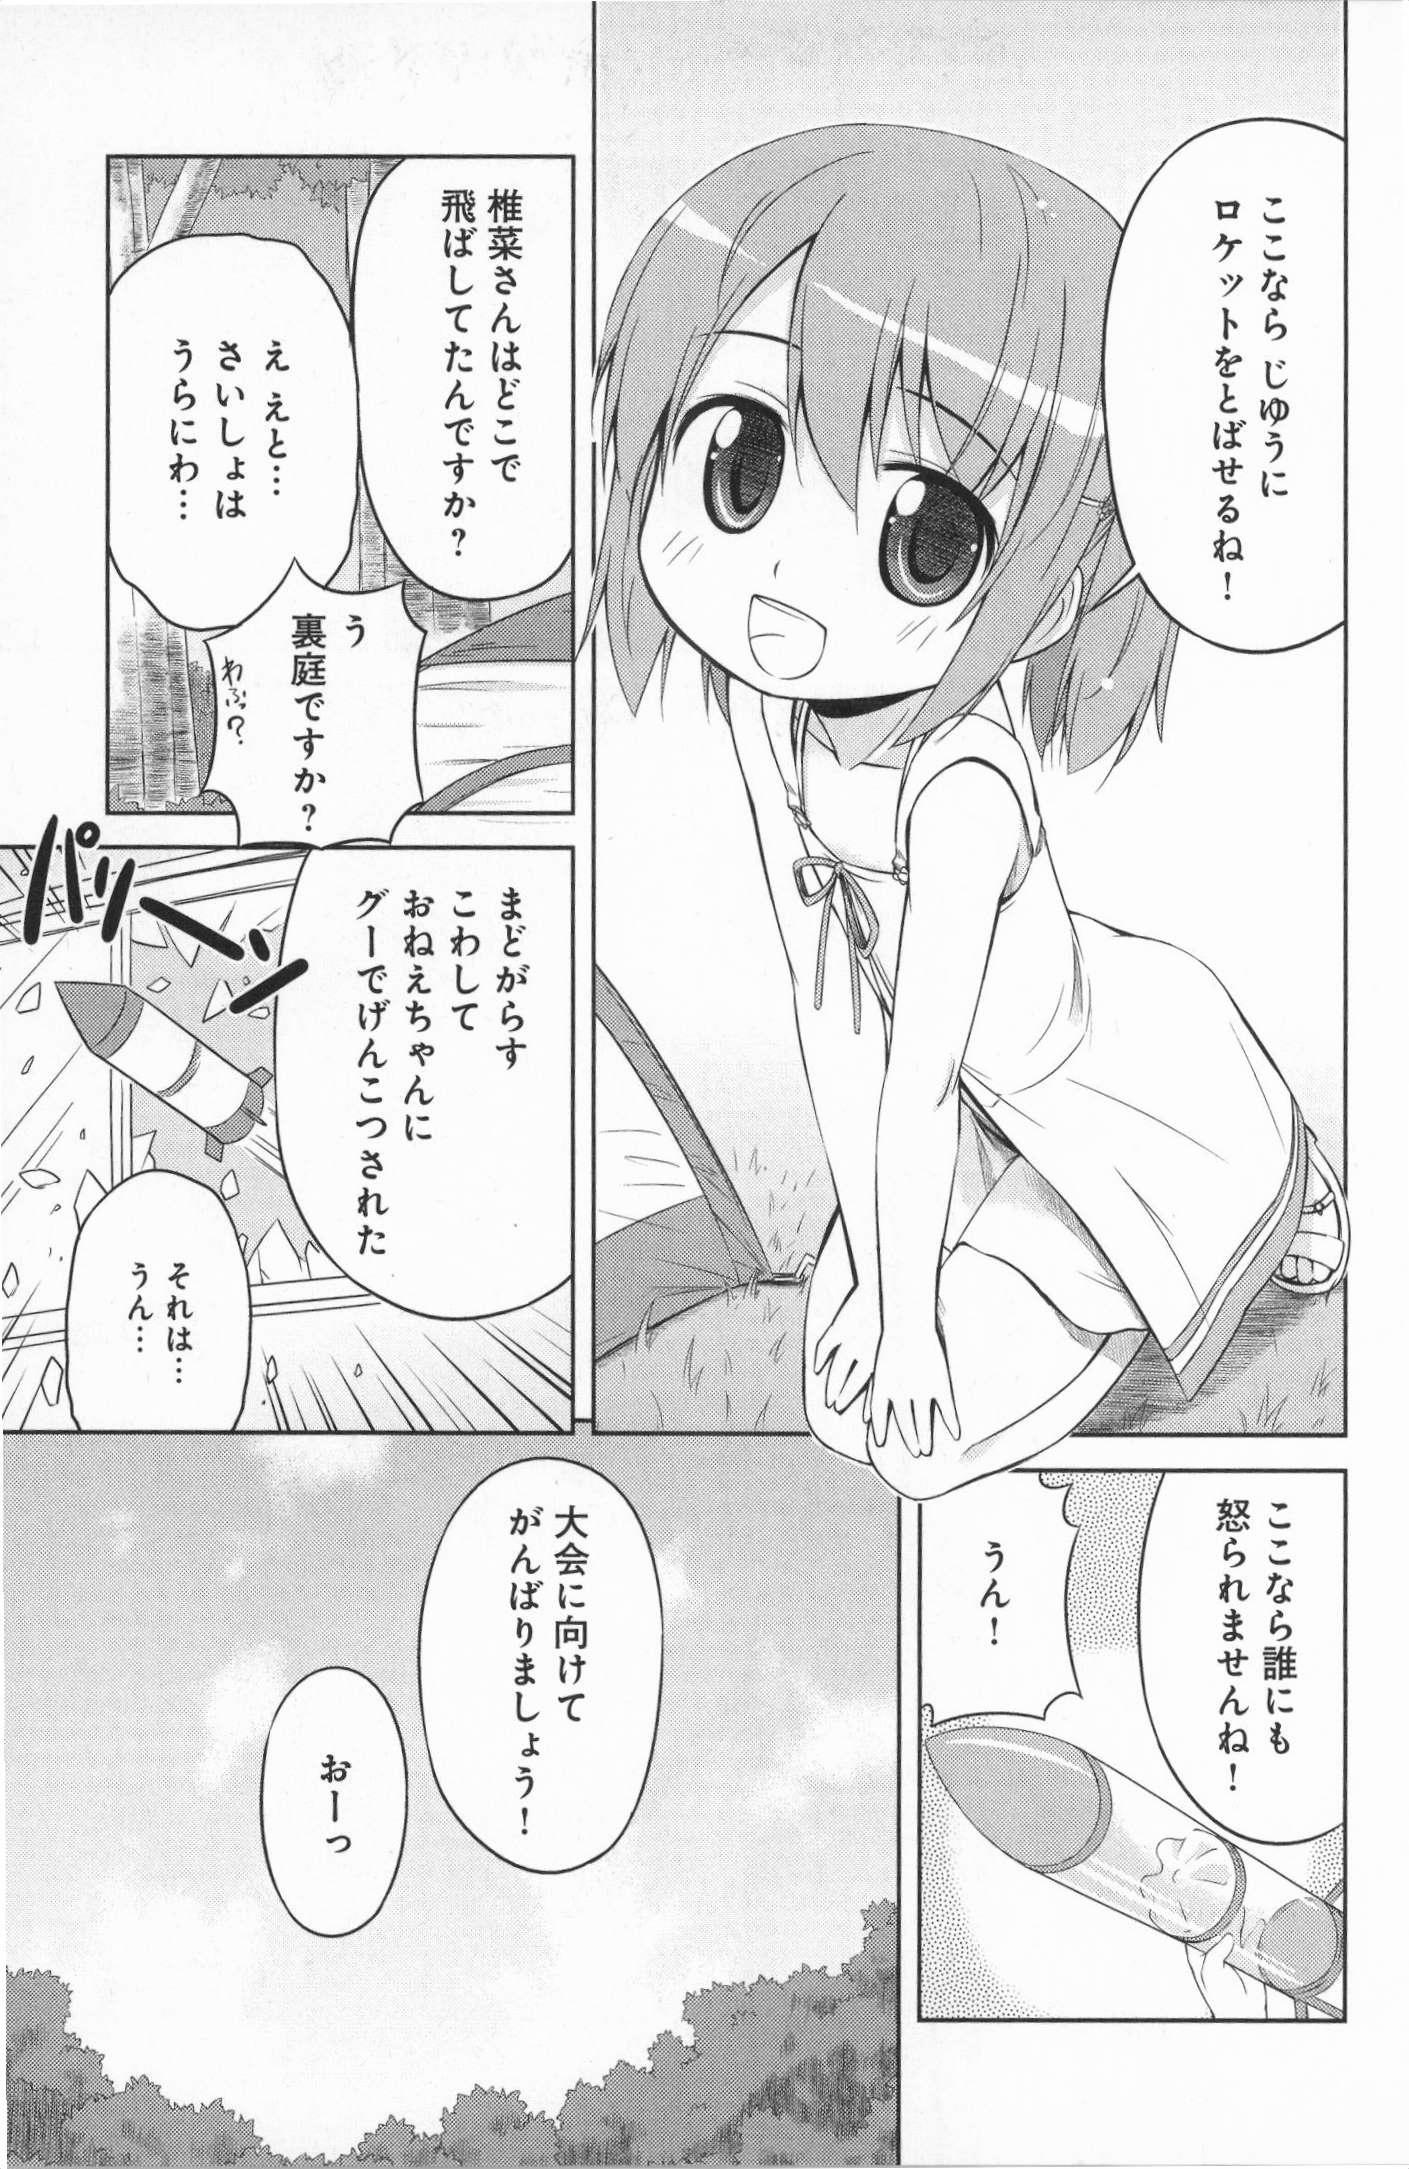 ここなら じゆうに
ロケットをとばせるね！
椎菜さんはどこで
飛ばしてたんですか？
え えと…
さいしょは
うらにわ…
う
裏庭ですか？
わぷっ？
まどがらす
こわして
おねえちゃんに
グーでげんこつされた
パリーン
それは…
うん…
ここなら誰にも
怒られませんね！
うん！
大会に向けて
がんばりましょう！
おーっ